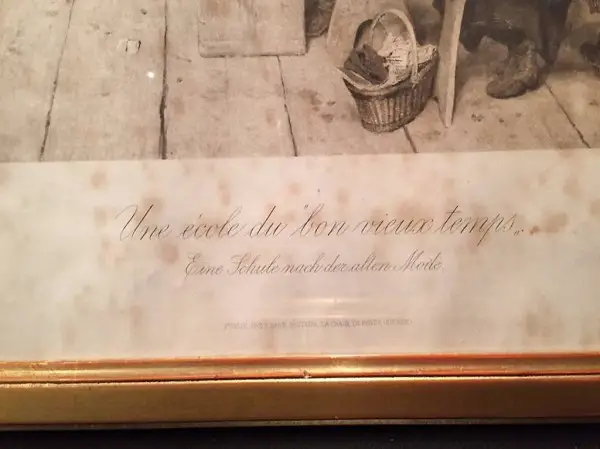 Une école du "bon vieux temps„.
Eine Schule nach der alten Mode